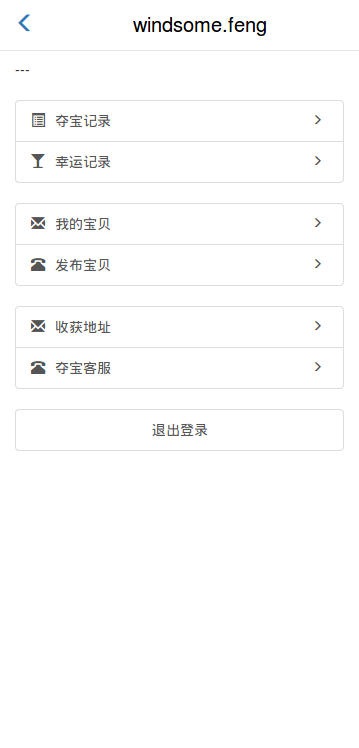 windsome.feng
---
夺宝记录
幸运记录
我的宝贝
发布宝贝
收获地址
夺宝客服
退出登录